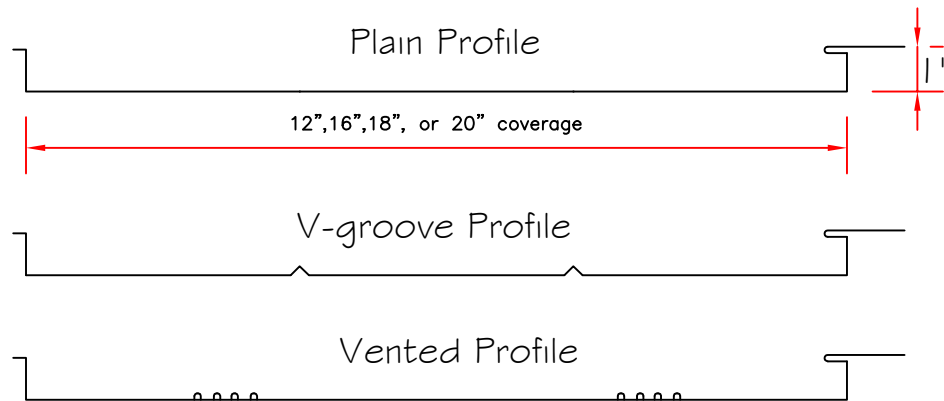 Plain Profile
1"
12”,16”,18”, or 20” coverage
V-groove Profile
Vented Profile